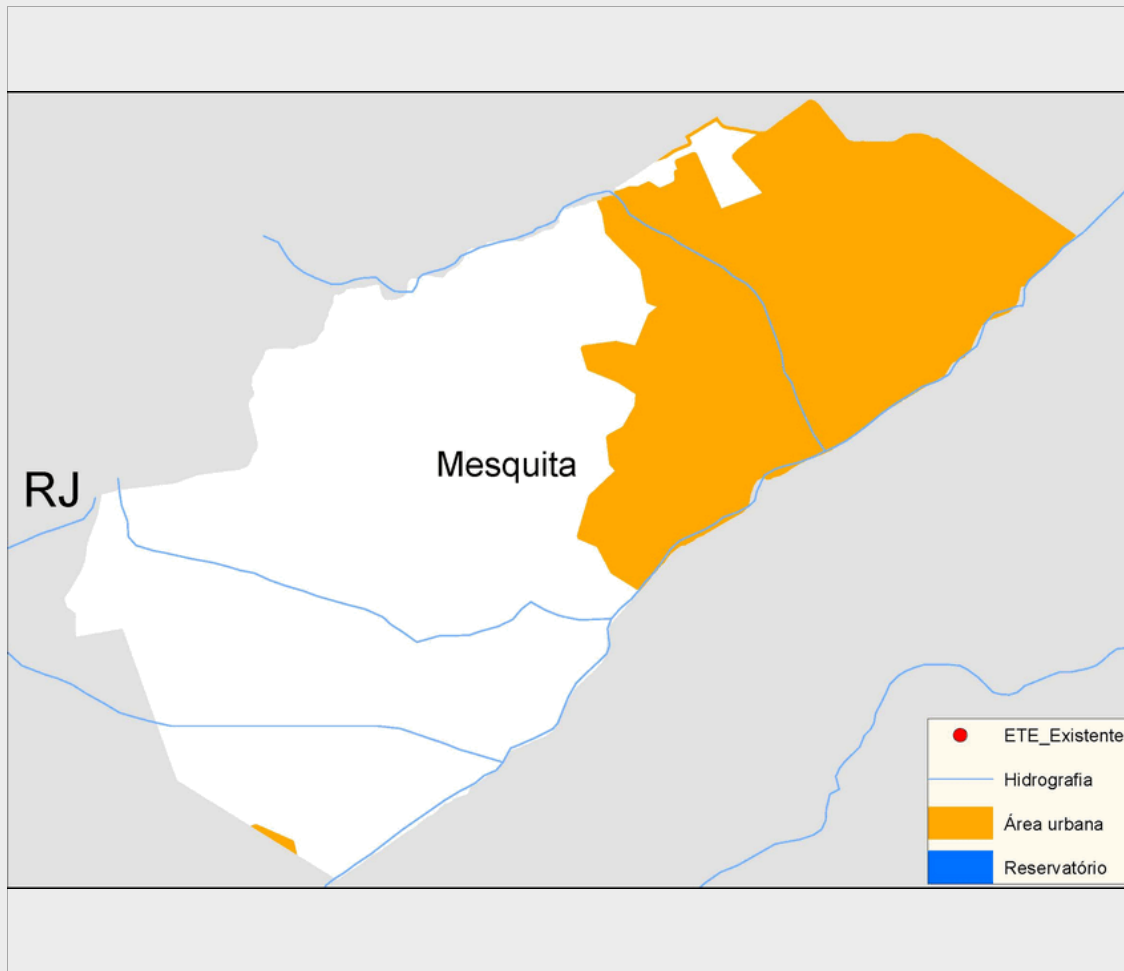 Mesquita
RJ
ETE_Existente
Hidrografia
Área urbana
Reservatório